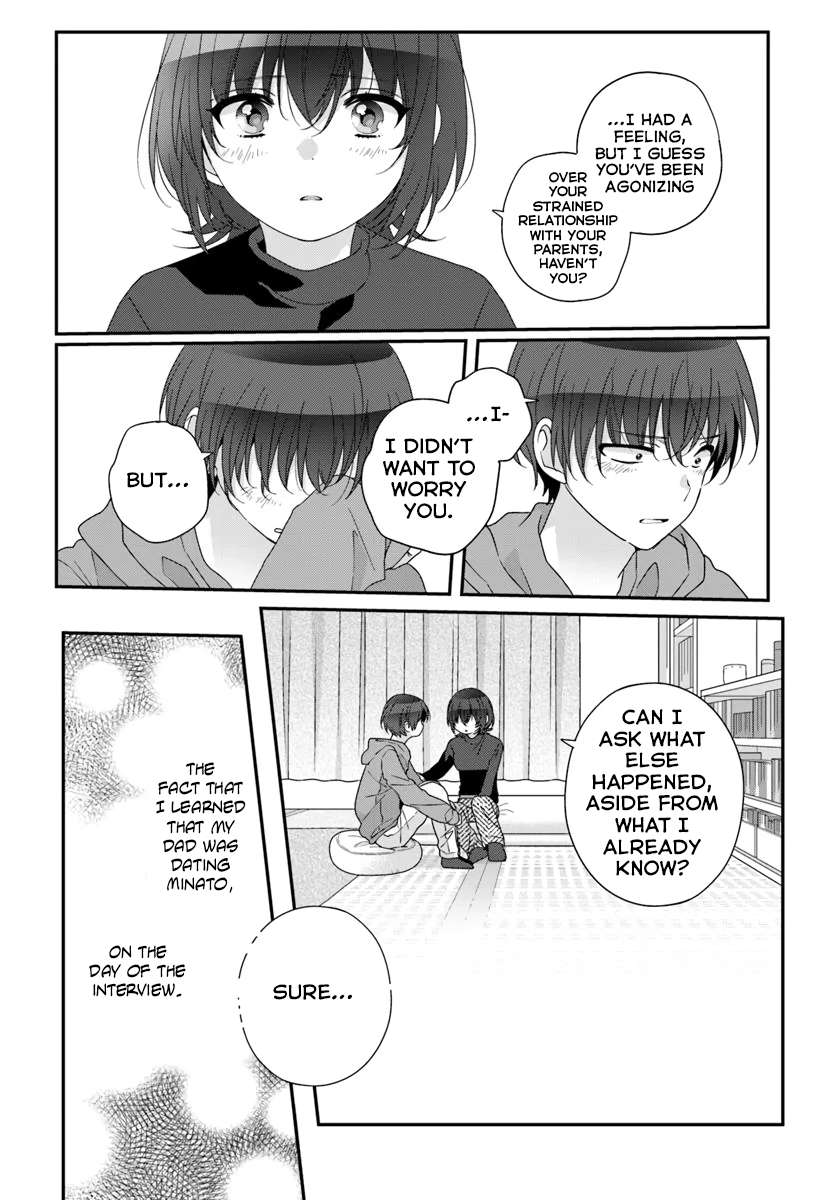 ...I HAD A
FEELING,
BUT I GUESS
YOU'VE BEEN
AGONIZING
OVER
YOUR
STRAINED
RELATIONSHIP
WITH YOUR
PARENTS,
HAVEN'T
YOU?
...I-
I DIDN'T
WANT TO
WORRY
YOU.
BUT...
CAN I
ASK WHAT
ELSE
HAPPENED,
ASIDE FROM
WHAT I
ALREADY
KNOW?
SURE...
THE
FACT THAT
I LEARNED
THAT MY
DAD WAS
DATING
MINATO,
ON THE
DAY OF THE
INTERVIEW.